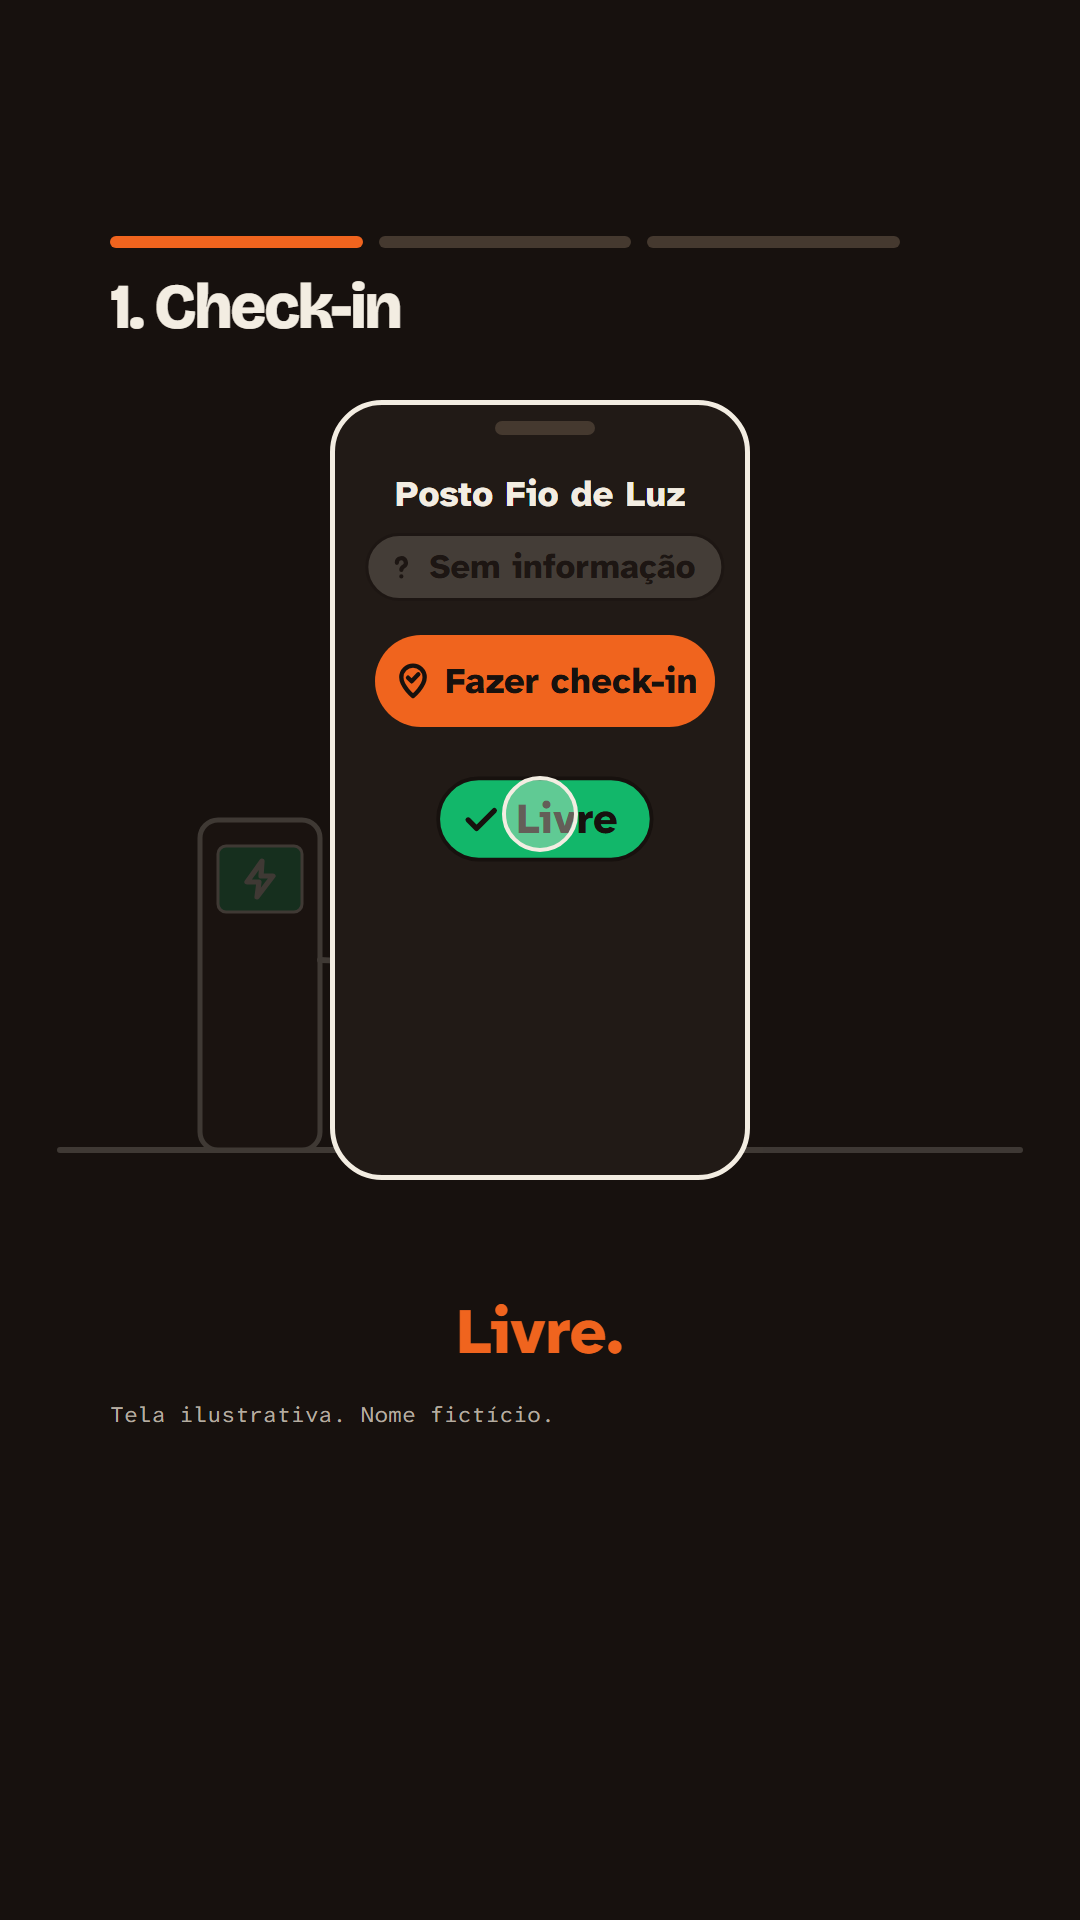 1. Check-in
Posto Fio de Luz
? Sem informação
Fazer check-in
Livre
Livre.
Tela ilustrativa. Nome fictício.